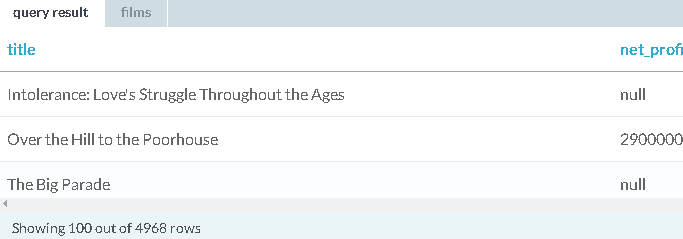 query result films
title net_profi
Intolerance: Love's Struggle Throughout the Ages null
Over the Hill to the Poorhouse 2900000
The Big Parade null
Showing 100 out of 4968 rows